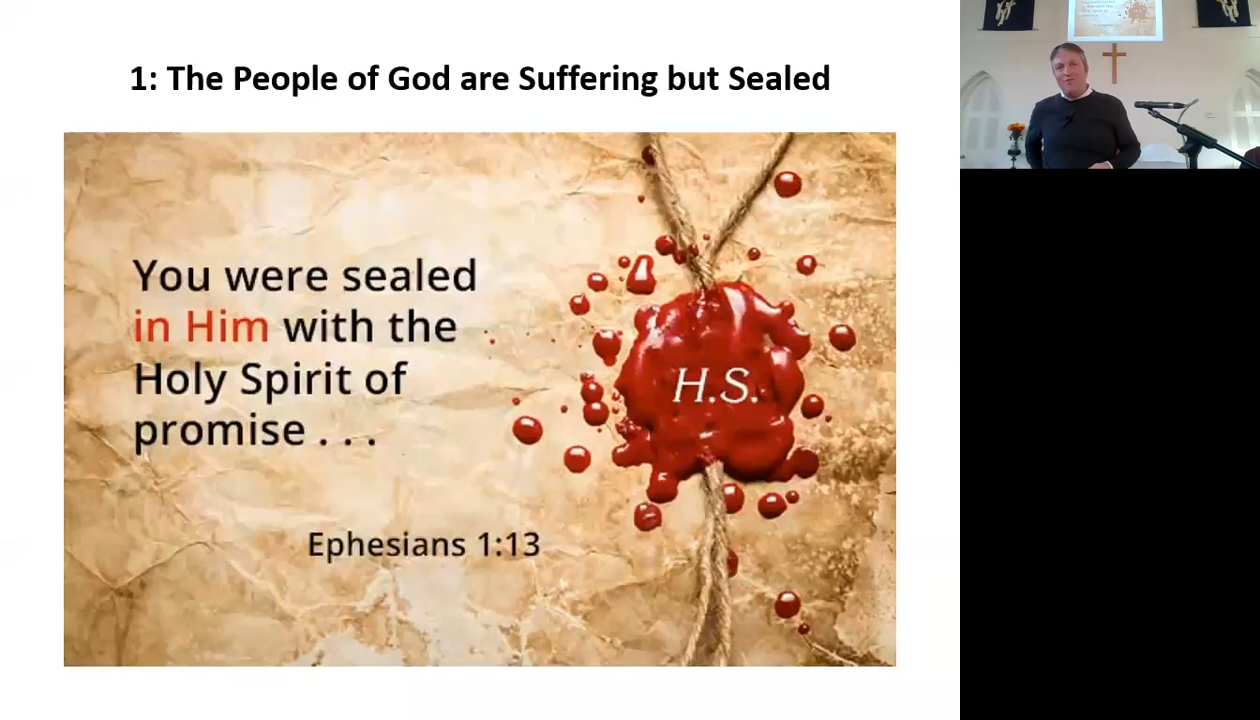 1: The People of God are Suffering but Sealed
You were sealed
in Him with the
Holy Spirit of
promise . . .
Ephesians 1:13
H.S.